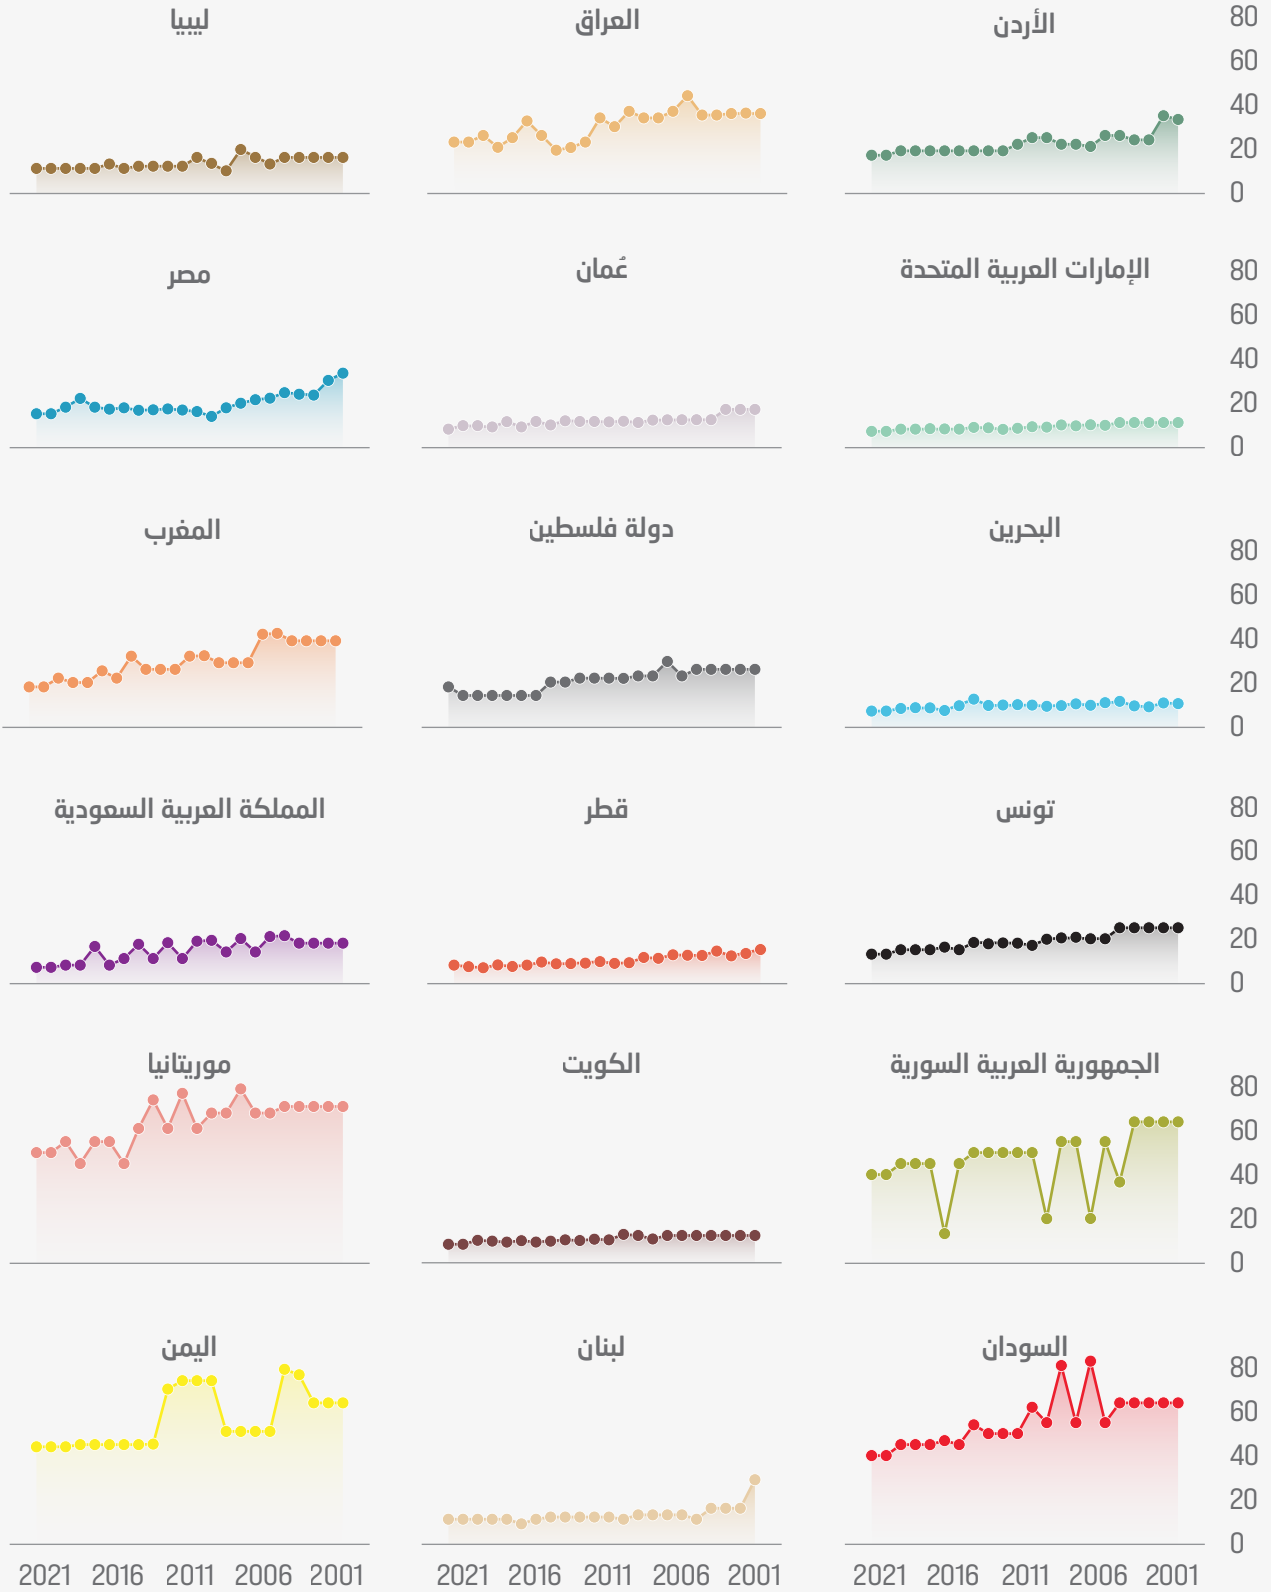 الأردن
العراق
ليبيا
80
60
40
20
0
الإمارات العربية المتحدة
عُمان
مصر
80
60
40
20
0
البحرين
دولة فلسطين
المغرب
80
60
40
20
0
تونس
قطر
المملكة العربية السعودية
80
60
40
20
0
الجمهورية العربية السورية
الكويت
موريتانيا
80
60
40
20
0
السودان
لبنان
اليمن
80
60
40
20
0
2021 2016 2011 2006 2001
2021 2016 2011 2006 2001
2021 2016 2011 2006 2001